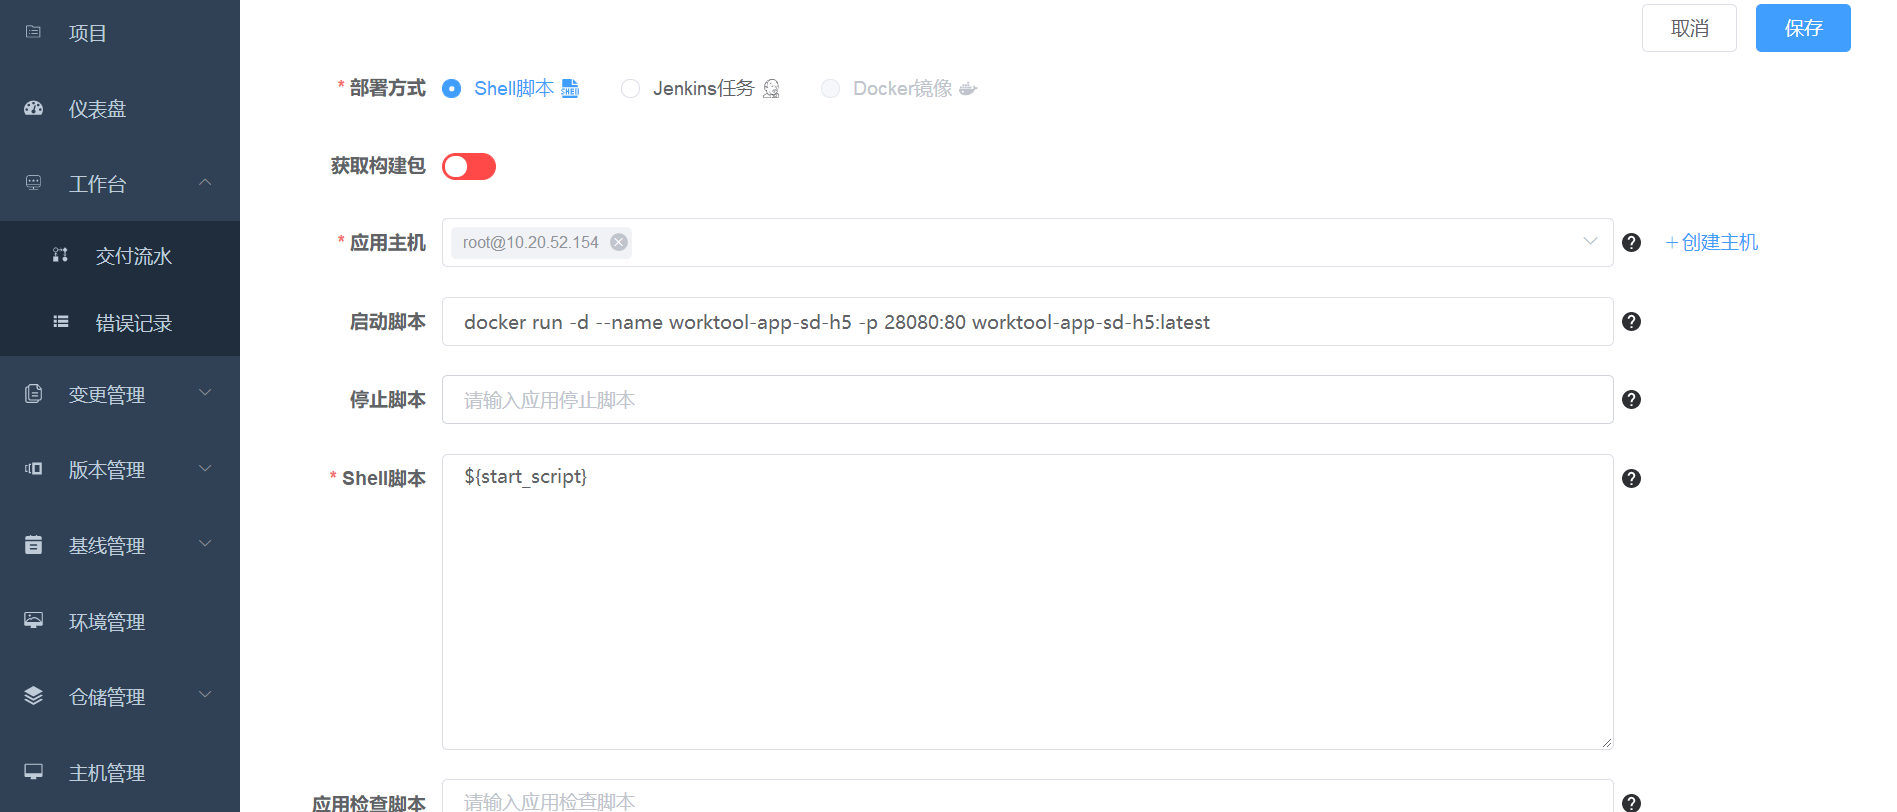 项目
仪表盘
工作台
交付流水
错误记录
变更管理
版本管理
基线管理
环境管理
仓储管理
主机管理
取消
保存
* 部署方式
Shell脚本
SHEll
Jenkins任务
Docker镜像
获取构建包
* 应用主机
root@10.20.52.154
+创建主机
启动脚本
docker run -d --name worktool-app-sd-h5 -p 28080:80 worktool-app-sd-h5:latest
停止脚本
请输入应用停止脚本
* Shell脚本
${start_script}
应用检查脚本
请输入应用检查脚本